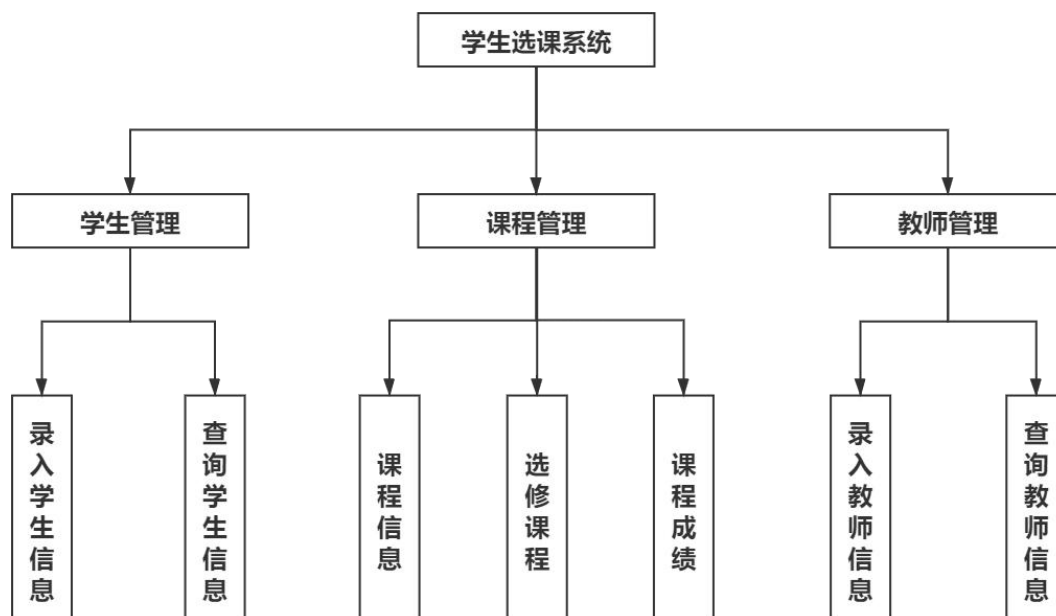 学生选课系统
学生管理
课程管理
教师管理
录入学生信息
查询学生信息
课程信息
选修课程
课程成绩
录入教师信息
查询教师信息